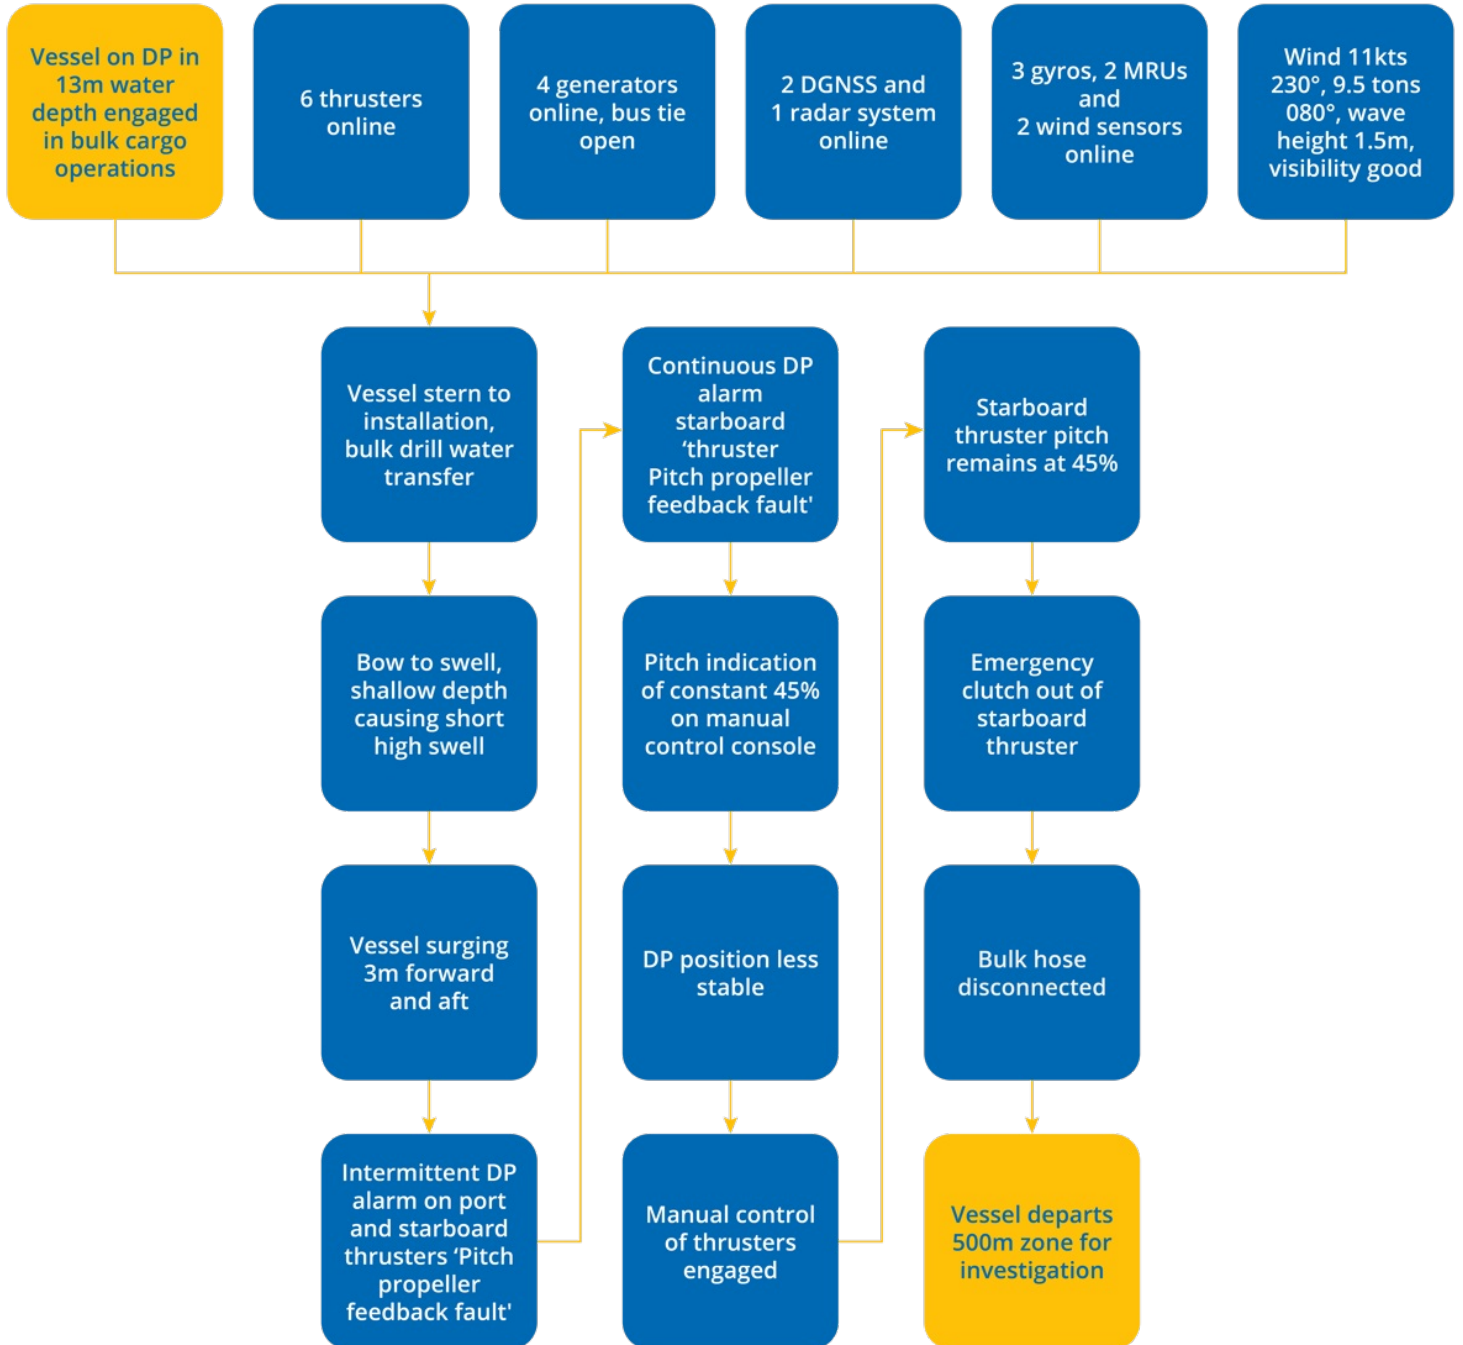 Vessel on DP in
13m water
depth engaged
in bulk cargo
operations
6 thrusters
online
4 generators
online, bus tie
open
2 DGNSS and
1 radar system
online
3 gyros, 2 MRUs
and
2 wind sensors
online
Wind 11kts
230°, 9.5 tons
080°, wave
height 1.5m,
visibility good
Vessel stern to
installation,
bulk drill water
transfer
Bow to swell,
shallow depth
causing short
high swell
Vessel surging
3m forward
and aft
Intermittent DP
alarm on port
and starboard
thrusters ‘Pitch
propeller
feedback fault'
Continuous DP
alarm
starboard
‘thruster
Pitch propeller
feedback fault'
Pitch indication
of constant 45%
on manual
control console
DP position less
stable
Manual control
of thrusters
engaged
Starboard
thruster pitch
remains at 45%
Emergency
clutch out of
starboard
thruster
Bulk hose
disconnected
Vessel departs
500m zone for
investigation